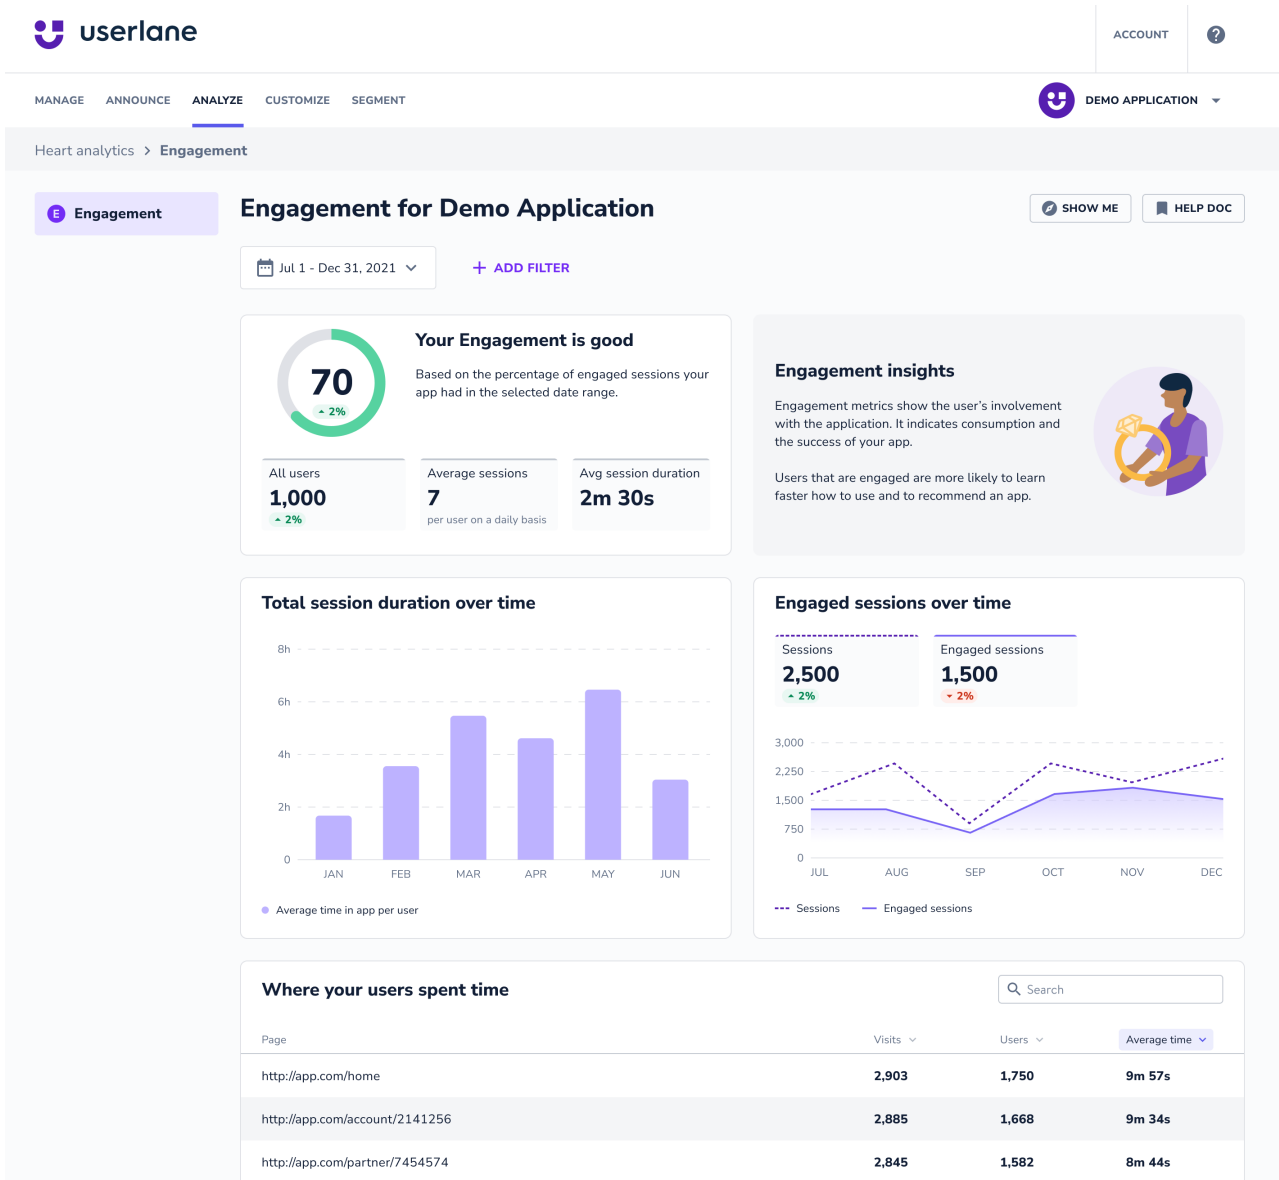 userlane
ACCOUNT
?
MANAGE ANNOUNCE ANALYZE CUSTOMIZE SEGMENT
DEMO APPLICATION
Heart analytics > Engagement
E Engagement
Engagement for Demo Application
SHOW ME
HELP DOC
Jul 1 - Dec 31, 2021
+ ADD FILTER
70
2%
Your Engagement is good
Based on the percentage of engaged sessions your
app had in the selected date range.
All users
1,000
2%
Average sessions
7
per user on a daily basis
Avg session duration
2m 30s
Engagement insights
Engagement metrics show the user's involvement
with the application. It indicates consumption and
the success of your app.
Users that are engaged are more likely to learn
faster how to use and to recommend an app.
Total session duration over time
8h
6h
4h
2h
0
JAN FEB MAR APR MAY JUN
Average time in app per user
Engaged sessions over time
Sessions
2,500
2%
Engaged sessions
1,500
2%
3,000
2,250
1,500
750
0
JUL AUG SEP OCT NOV DEC
Sessions Engaged sessions
Where your users spent time
Search
Page Visits Users Average time
http://app.com/home 2,903 1,750 9m 57s
http://app.com/account/2141256 2,885 1,668 9m 34s
http://app.com/partner/7454574 2,845 1,582 8m 44s